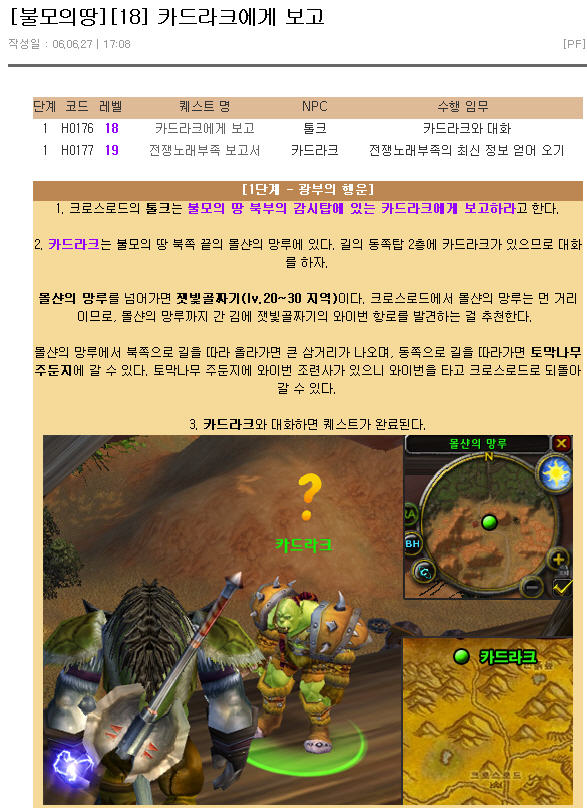 [불모의땅][18] 카드라크에게 보고
작성일 : 06.06.27 | 17:08 [PF]
단계 코드 레벨 퀘스트 명 NPC 수행 임무
1 H0176 18 카드라크에게 보고 톨크 카드라크와 대화
1 H0177 19 전쟁노래부족 보고서 카드라크 전쟁노래부족의 최신 정보 얻어 오기
[1단계 - 광부의 행운]
1. 크로스로드의 톨크는 불모의 땅 북부의 감시탑에 있는 카드라크에게 보고하라고 한다.
2. 카드라크는 불모의 땅 북쪽 끝의 몰샨의 망루에 있다. 길의 동쪽탑 2층에 카드라크가 있으므로 대화
를 하자.
몰샨의 망루를 넘어가면 잿빛골짜기(lv.20~30 지역)이다. 크로스로드에서 몰샨의 망루는 먼 거리
이므로, 몰샨의 망루까지 간 김에 잿빛골짜기의 와이번 항로를 발견하는 걸 추천한다.
몰샨의 망루에서 북쪽으로 길을 따라 올라가면 큰 삼거리가 나오며, 동쪽으로 길을 따라가면 토막나무
주둔지에 갈 수 있다. 토막나무 주둔지에 와이번 조련사가 있으니 와이번을 타고 크로스로드로 되돌아
갈 수 있다.
3. 카드라크와 대화하면 퀘스트가 완료된다.
몰샨의 망루
N
RA
BH
카드라크
카드라크
크로스로드